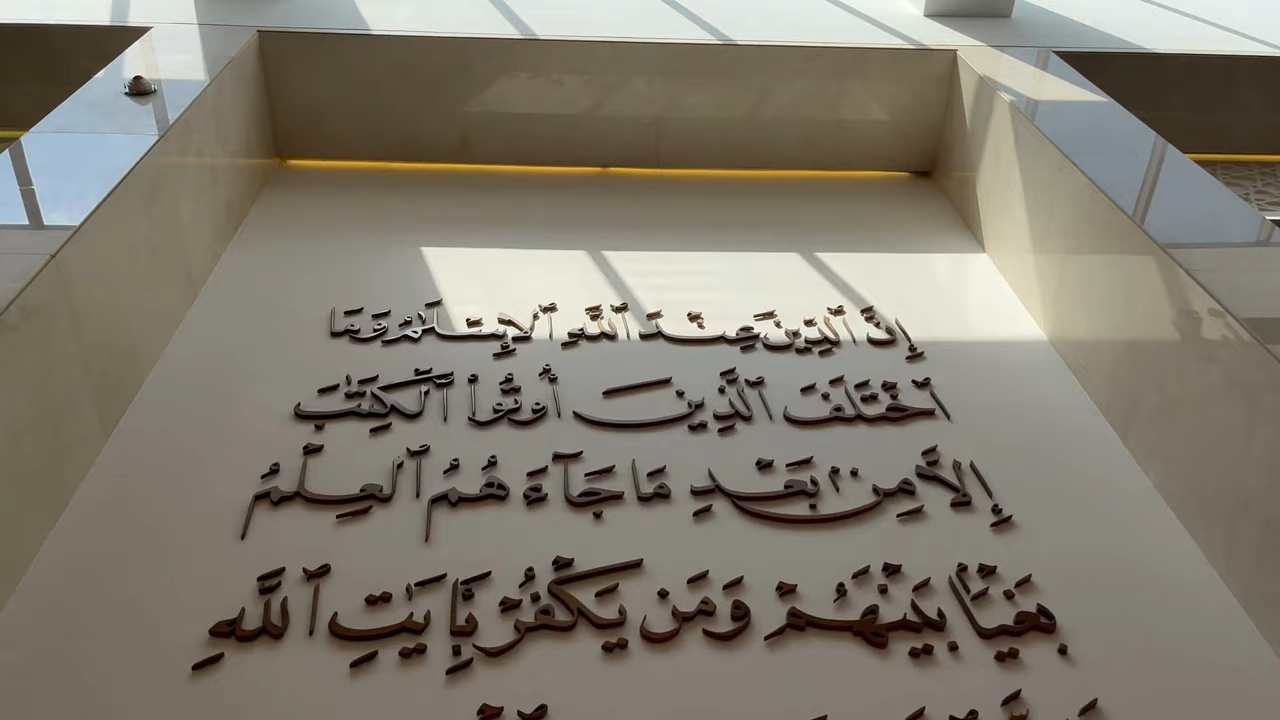 إِنَّ ٱلدِّينَ عِندَ ٱللَّهِ ٱلْإِسْلَٰمُ وَمَا
ٱخْتَلَفَ ٱلَّذِينَ أُوتُوا۟ ٱلْكِتَٰبَ
إِلَّا مِنۢ بَعْدِ مَا جَآءَهُمُ ٱلْعِلْمُ
بَغْيًۢا بَيْنَهُمْ وَمَن يَكْفُرْ بِـَٔايَٰتِ ٱللَّهِ